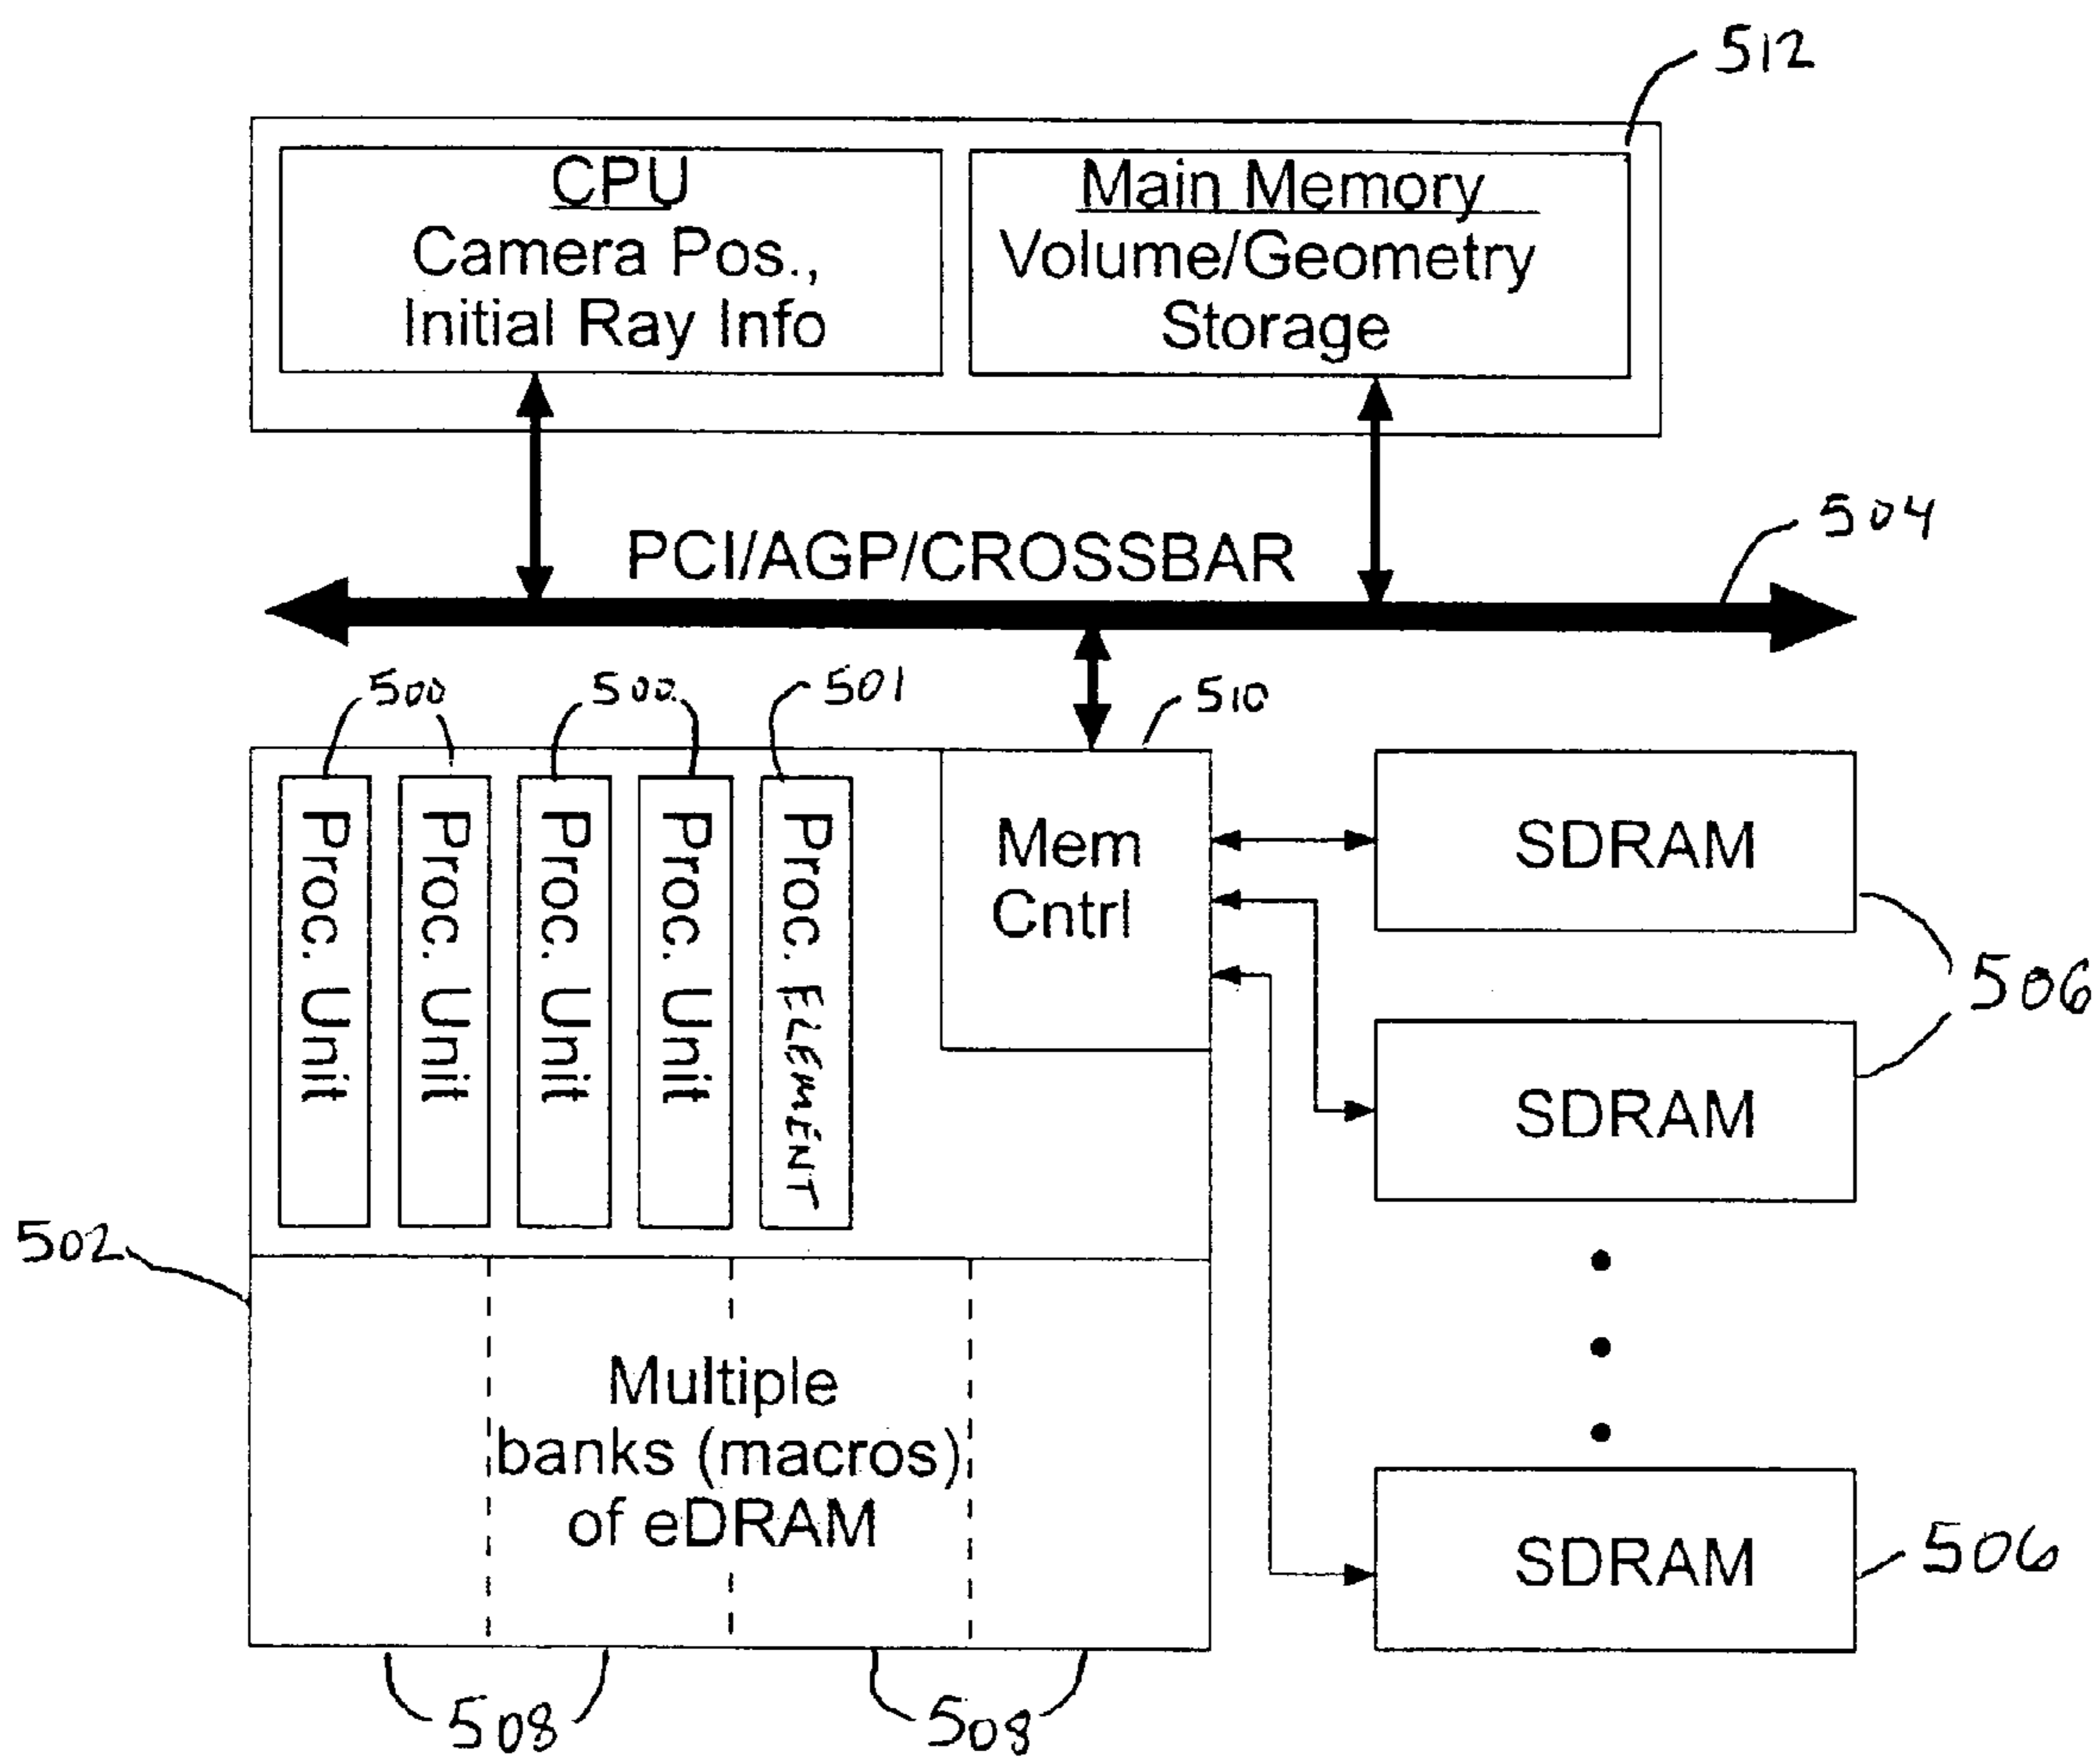 512
CPU
Camera Pos.,
Initial Ray Info
Main Memory
Volume/Geometry
Storage
504
PCI/AGP/CROSSBAR
500
500
501
510
Proc. Unit
Proc. Unit
Proc. Unit
Proc. Unit
Proc. ELEMENT
Mem
Cntrl
SDRAM
506
SDRAM
502
Multiple
banks (macros)
of eDRAM
SDRAM
506
508
508